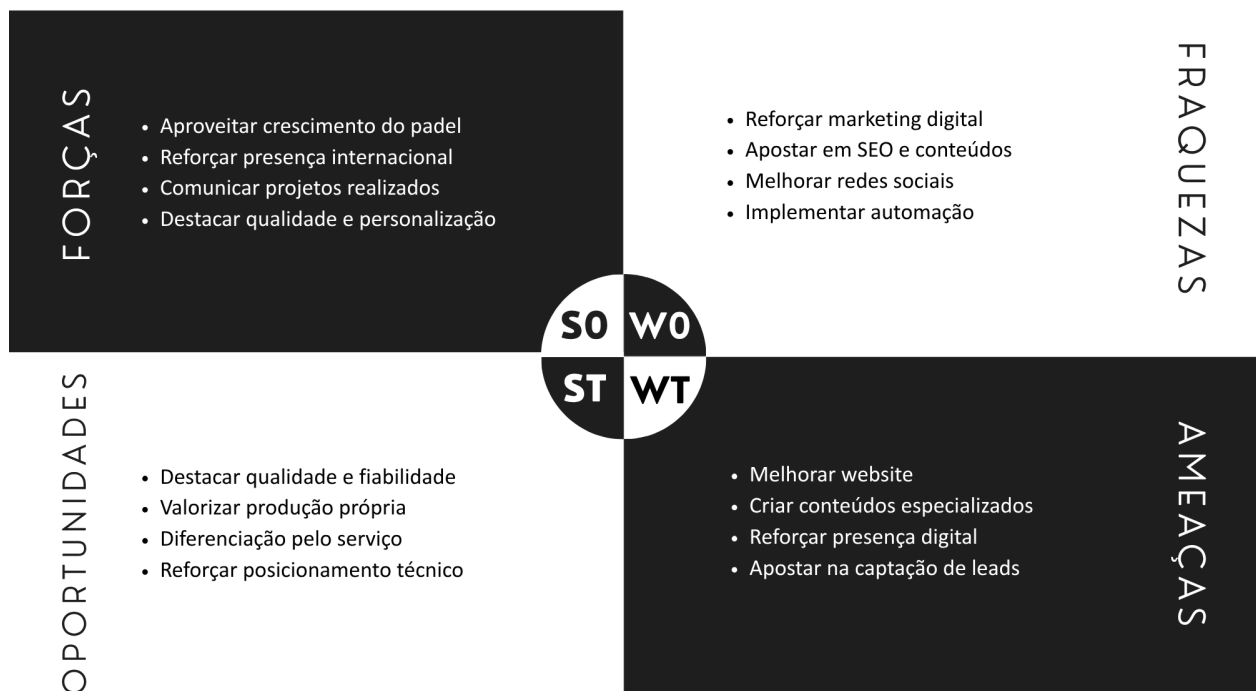 FORÇAS
• Aproveitar crescimento do padel
• Reforçar presença internacional
• Comunicar projetos realizados
• Destacar qualidade e personalização
FRAQUEZAS
• Reforçar marketing digital
• Apostar em SEO e conteúdos
• Melhorar redes sociais
• Implementar automação
SO
WO
ST
WT
OPORTUNIDADES
• Destacar qualidade e fiabilidade
• Valorizar produção própria
• Diferenciação pelo serviço
• Reforçar posicionamento técnico
AMEAÇAS
• Melhorar website
• Criar conteúdos especializados
• Reforçar presença digital
• Apostar na captação de leads